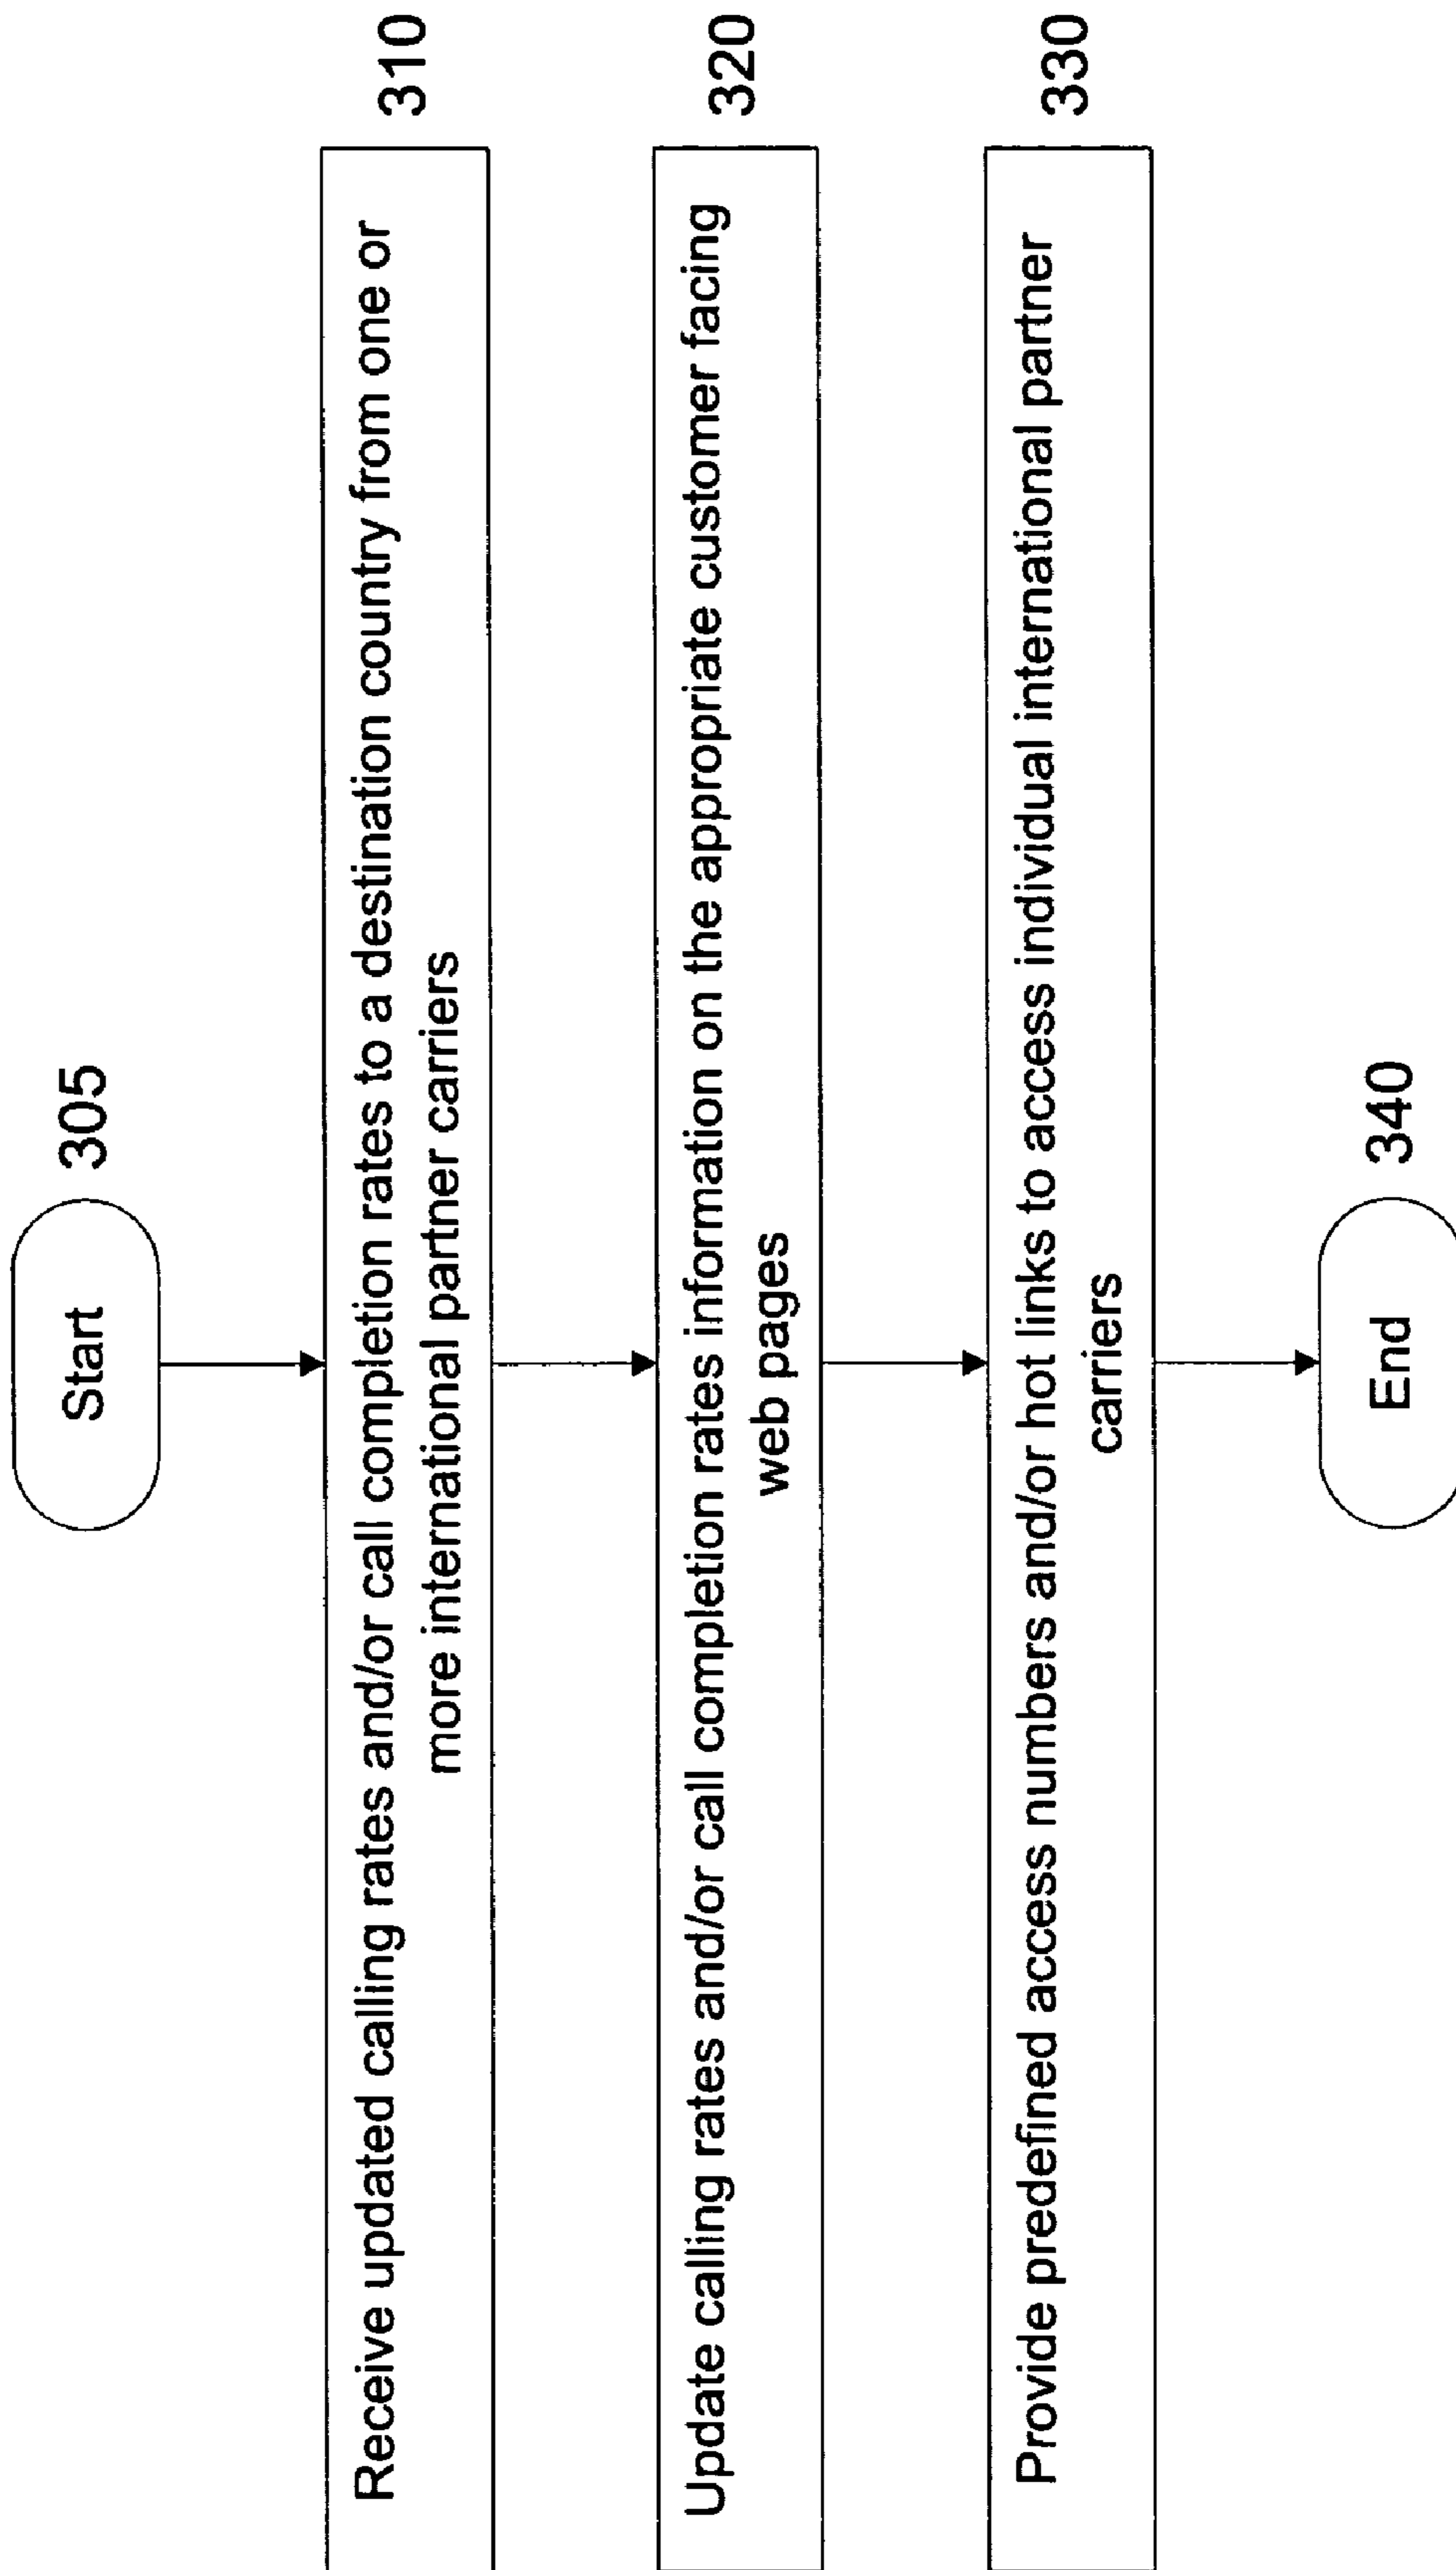 Start
305
Receive updated calling rates and/or call completion rates to a destination country from one or
more international partner carriers
310
Update calling rates and/or call completion rates information on the appropriate customer facing
web pages
320
Provide predefined access numbers and/or hot links to access individual international partner
carriers
330
End
340